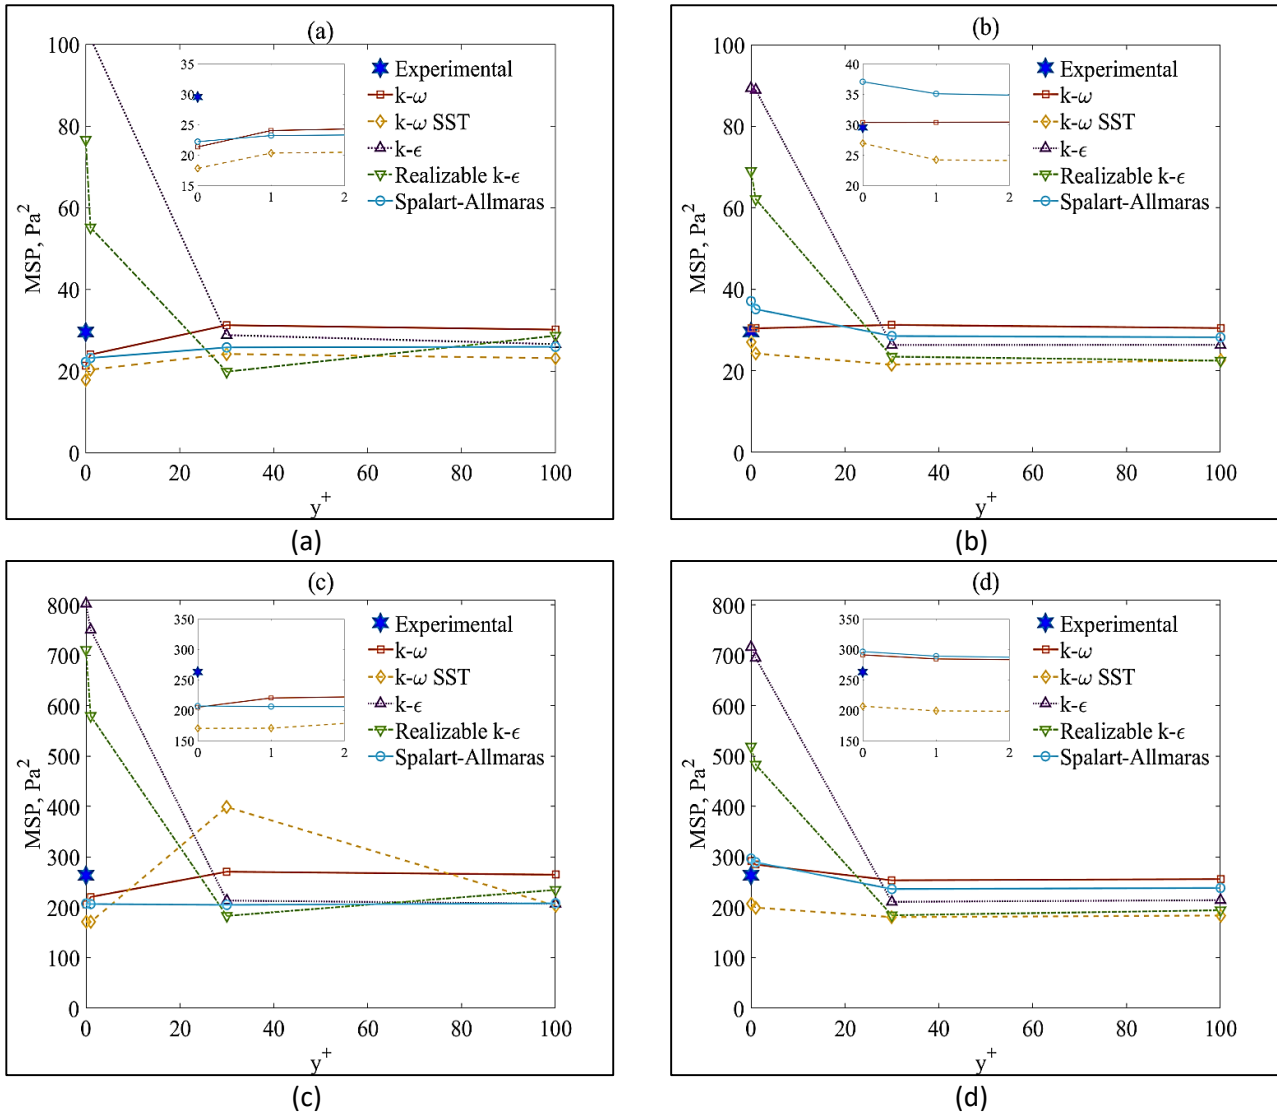 (a)
100
80
60
40
20
0
MSP, Pa²
35
30
25
20
15
0 1 2
Experimental
k-ω
k-ω SST
k-ϵ
Realizable k-ϵ
Spalart-Allmaras
0 20 40 60 80 100
y⁺
(a)
(b)
100
80
60
40
20
0
MSP, Pa²
40
35
30
25
20
0 1 2
Experimental
k-ω
k-ω SST
k-ϵ
Realizable k-ϵ
Spalart-Allmaras
0 20 40 60 80 100
y⁺
(b)
(c)
800
700
600
500
400
300
200
100
0
MSP, Pa²
350
300
250
200
150
0 1 2
Experimental
k-ω
k-ω SST
k-ϵ
Realizable k-ϵ
Spalart-Allmaras
0 20 40 60 80 100
y⁺
(c)
(d)
800
700
600
500
400
300
200
100
0
MSP, Pa²
350
300
250
200
150
0 1 2
Experimental
k-ω
k-ω SST
k-ϵ
Realizable k-ϵ
Spalart-Allmaras
0 20 40 60 80 100
y⁺
(d)